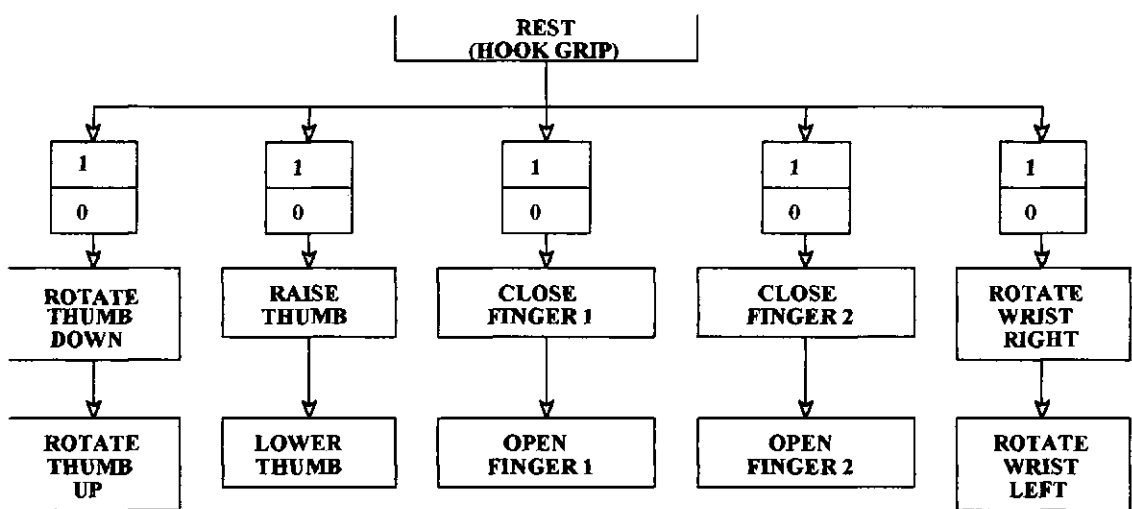 REST
(HOOK GRIP)
1 1 1 1 1
0 0 0 0 0
ROTATE
THUMB
DOWN
RAISE
THUMB
CLOSE
FINGER 1
CLOSE
FINGER 2
ROTATE
WRIST
RIGHT
ROTATE
THUMB
UP
LOWER
THUMB
OPEN
FINGER 1
OPEN
FINGER 2
ROTATE
WRIST
LEFT